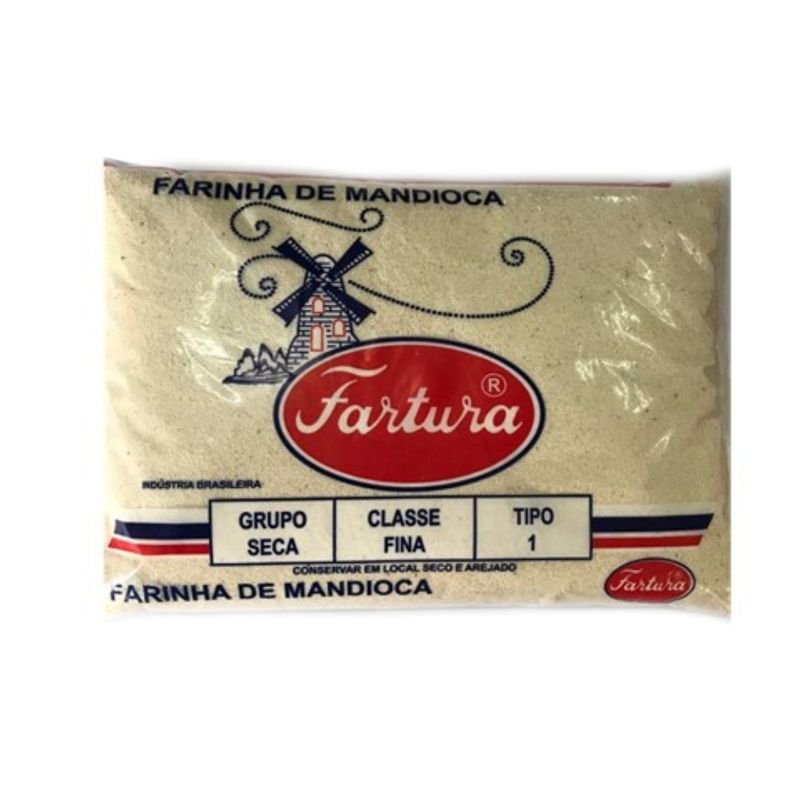 FARINHA DE MANDIOCA
Fartura ®
INDÚSTRIA BRASILEIRA
GRUPO SECA
CLASSE FINA
TIPO 1
CONSERVAR EM LOCAL SECO E AREJADO
FARINHA DE MANDIOCA
Fartura